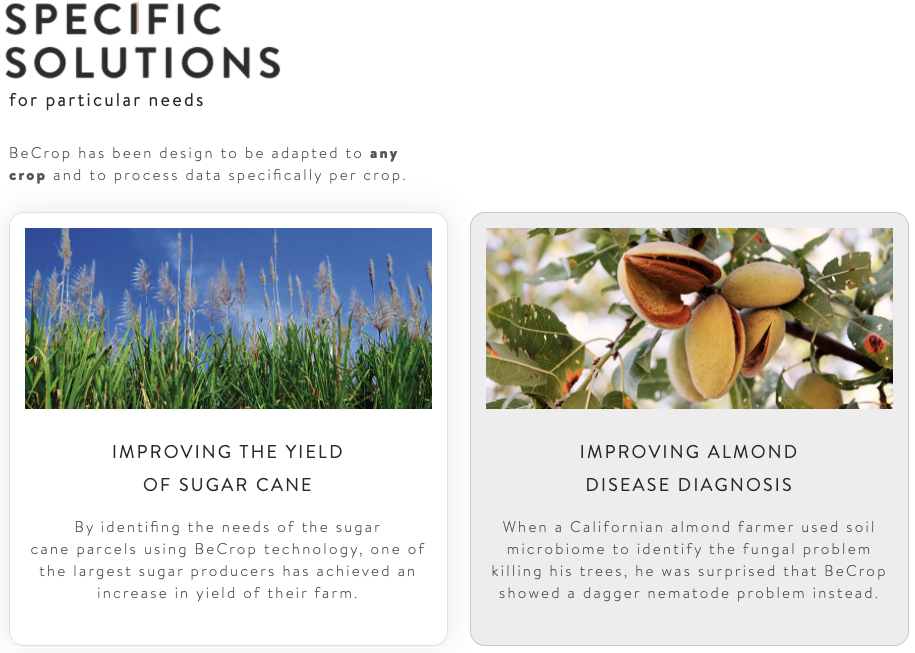 SPECIFIC
SOLUTIONS
for particular needs
BeCrop has been design to be adapted to any
crop and to process data specifically per crop.
IMPROVING THE YIELD
OF SUGAR CANE
By identifing the needs of the sugar
cane parcels using BeCrop technology, one of
the largest sugar producers has achieved an
increase in yield of their farm.
IMPROVING ALMOND
DISEASE DIAGNOSIS
When a Californian almond farmer used soil
microbiome to identify the fungal problem
killing his trees, he was surprised that BeCrop
showed a dagger nematode problem instead.